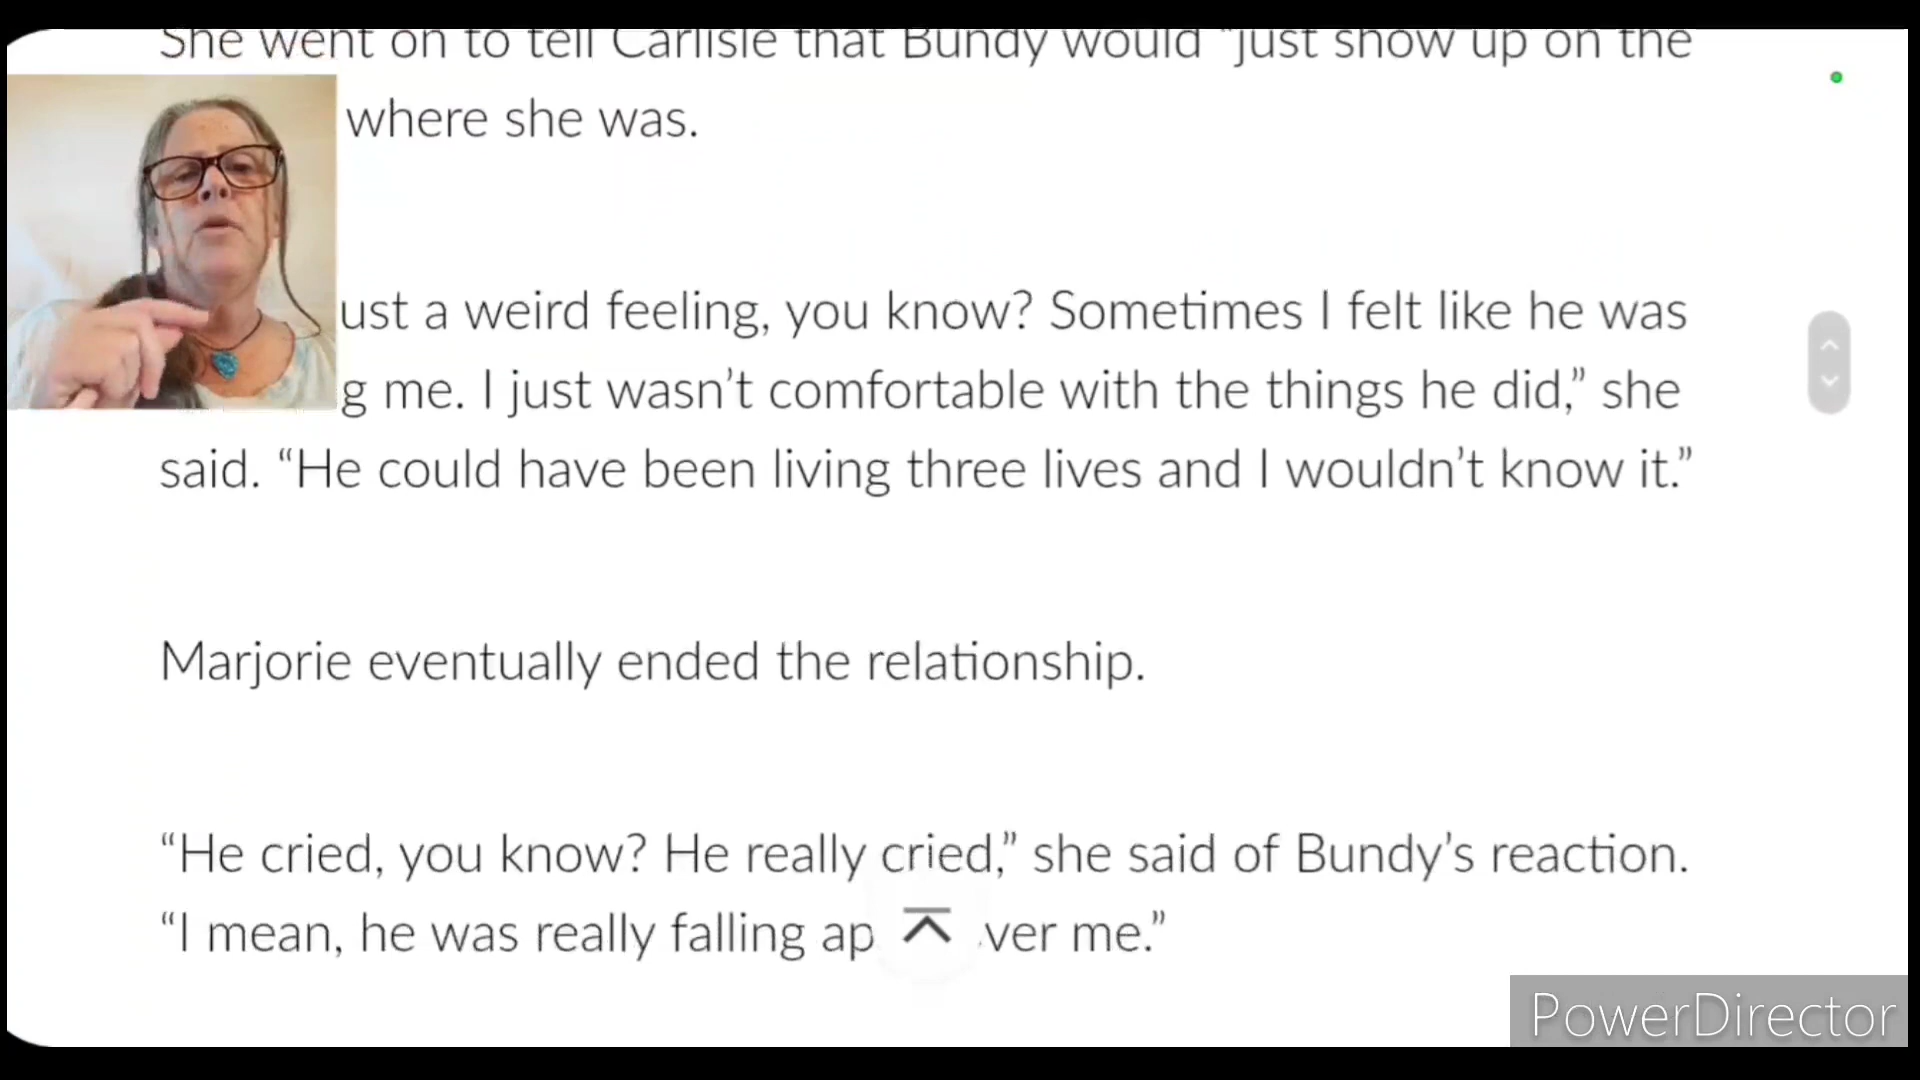 She went on to tell Carlisle that Bundy would “just show up on the
where she was.
ust a weird feeling, you know? Sometimes I felt like he was
g me. I just wasn’t comfortable with the things he did,” she
said. “He could have been living three lives and I wouldn’t know it.”
Marjorie eventually ended the relationship.
“He cried, you know? He really cried,” she said of Bundy’s reaction.
“I mean, he was really falling ap ver me.”
PowerDirector